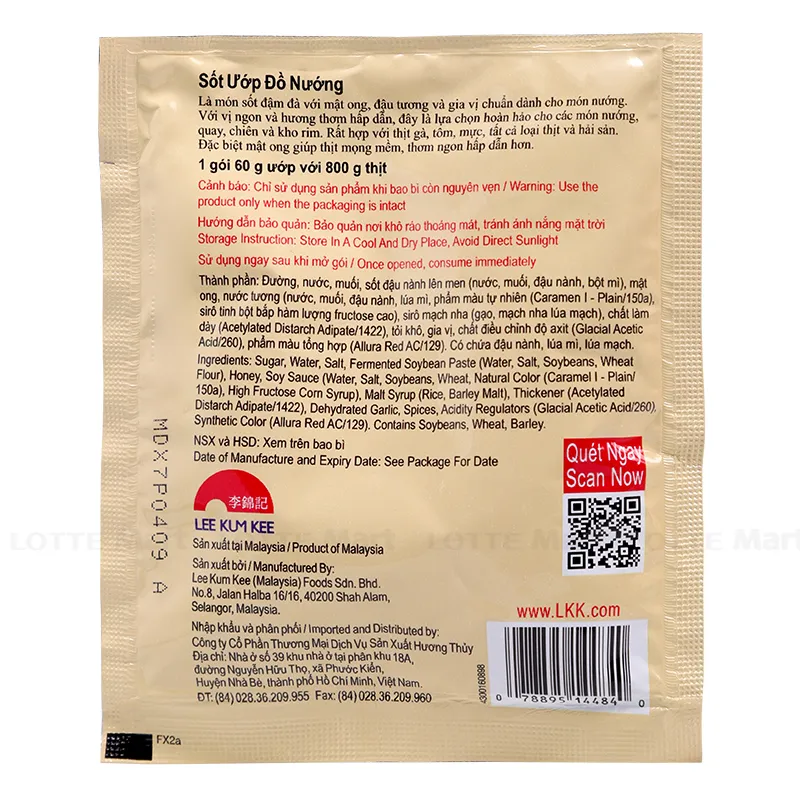 Sốt Ướp Đồ Nướng
Là món sốt đậm đà với mật ong, đậu tương và gia vị chuẩn dành cho món nướng.
Với vị ngon và hương thơm hấp dẫn, đây là lựa chọn hoàn hảo cho các món nướng,
quay, chiên và kho rim. Rất hợp với thịt gà, tôm, mực, tất cả loại thịt và hải sản.
Đặc biệt mật ong giúp thịt mọng mềm, thơm ngon hấp dẫn hơn.
1 gói 60 g ướp với 800 g thịt
Cảnh báo: Chỉ sử dụng sản phẩm khi bao bì còn nguyên vẹn / Warning: Use the
product only when the packaging is intact
Hướng dẫn bảo quản: Bảo quản nơi khô ráo thoáng mát, tránh ánh nắng mặt trời
Storage Instruction: Store In A Cool And Dry Place, Avoid Direct Sunlight
Sử dụng ngay sau khi mở gói / Once opened, consume immediately
Thành phần: Đường, nước, muối, sốt đậu nành lên men (nước, muối, đậu nành, bột mì), mật
ong, nước tương (nước, muối, đậu nành, lúa mì, phẩm màu tự nhiên (Caramen I - Plain/150a),
sirô tinh bột bắp hàm lượng fructose cao), sirô mạch nha (gạo, mạch nha lúa mạch), chất làm
dày (Acetylated Distarch Adipate/1422), tỏi khô, gia vị, chất điều chỉnh độ axit (Glacial Acetic
Acid/260), phẩm màu tổng hợp (Allura Red AC/129). Có chứa đậu nành, lúa mì, lúa mạch.
Ingredients: Sugar, Water, Salt, Fermented Soybean Paste (Water, Salt, Soybeans, Wheat
Flour), Honey, Soy Sauce (Water, Salt, Soybeans, Wheat, Natural Color (Caramel I - Plain/
150a), High Fructose Corn Syrup), Malt Syrup (Rice, Barley Malt), Thickener (Acetylated
Distarch Adipate/1422), Dehydrated Garlic, Spices, Acidity Regulators (Glacial Acetic Acid/260).
Synthetic Color (Allura Red AC/129). Contains Soybeans, Wheat, Barley.
NSX và HSD: Xem trên bao bì
Date of Manufacture and Expiry Date: See Package For Date
MDX7P0409 A
Quét Ngay
Scan Now
李錦記
LEE KUM KEE
LOTTE Mart
Sản xuất tại Malaysia / Product of Malaysia
Sản xuất bởi / Manufactured By:
Lee Kum Kee (Malaysia) Foods Sdn. Bhd.
No.8, Jalan Halba 16/16, 40200 Shah Alam,
Selangor, Malaysia.
www.LKK.com
Nhập khẩu và phân phối / Imported and Distributed by:
Công ty Cổ Phần Thương Mại Dịch Vụ Sản Xuất Hương Thủy
Địa chỉ: Nhà ở số 39 khu nhà ở tại phân khu 18A,
đường Nguyễn Hữu Thọ, xã Phước Kiển,
Huyện Nhà Bè, thành phố Hồ Chí Minh, Việt Nam.
ĐT: (84) 028.36.209.955 Fax: (84) 028.36.209.960
4300160898
0 78895 14484 0
FX2a